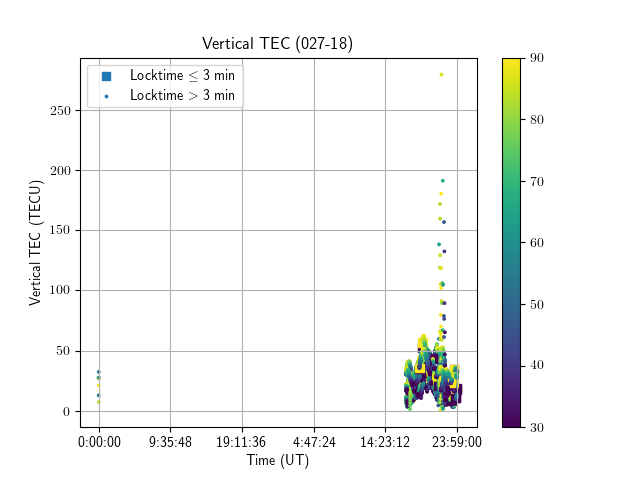 Vertical TEC (027-18)
Locktime ≤ 3 min
Locktime > 3 min
Vertical TEC (TECU)
250
200
150
100
50
0
0:00:00 9:35:48 19:11:36 4:47:24 14:23:12 23:59:00
Time (UT)
90
80
70
60
50
40
30